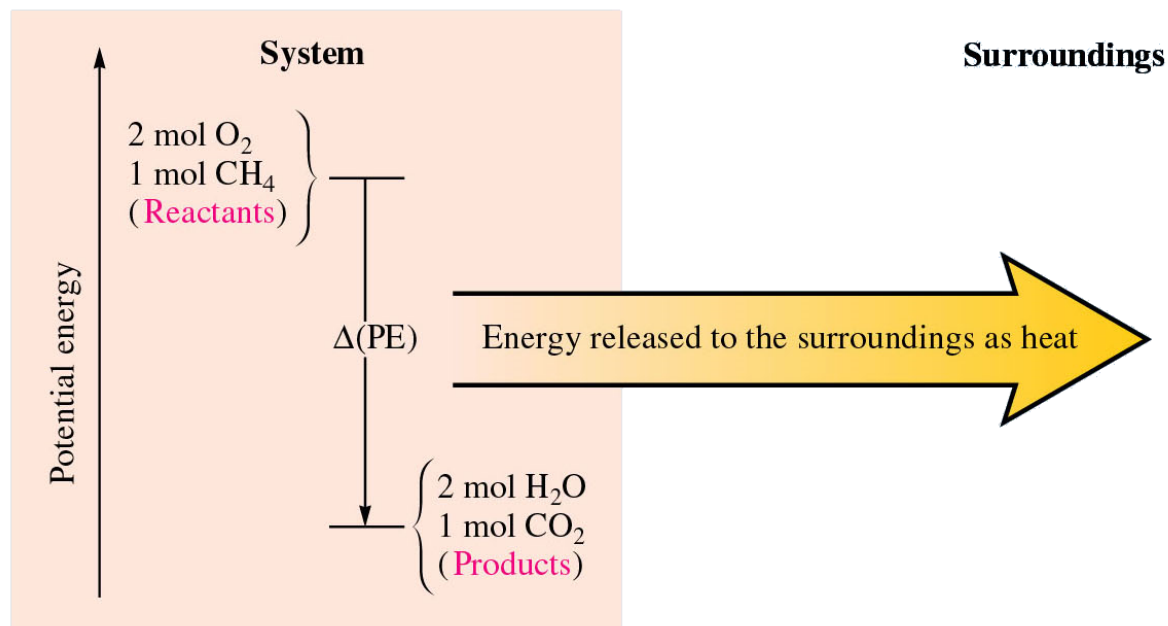 System
Surroundings
2 mol O₂
1 mol CH₄
(Reactants)
Potential energy
Δ(PE)
Energy released to the surroundings as heat
2 mol H₂O
1 mol CO₂
(Products)